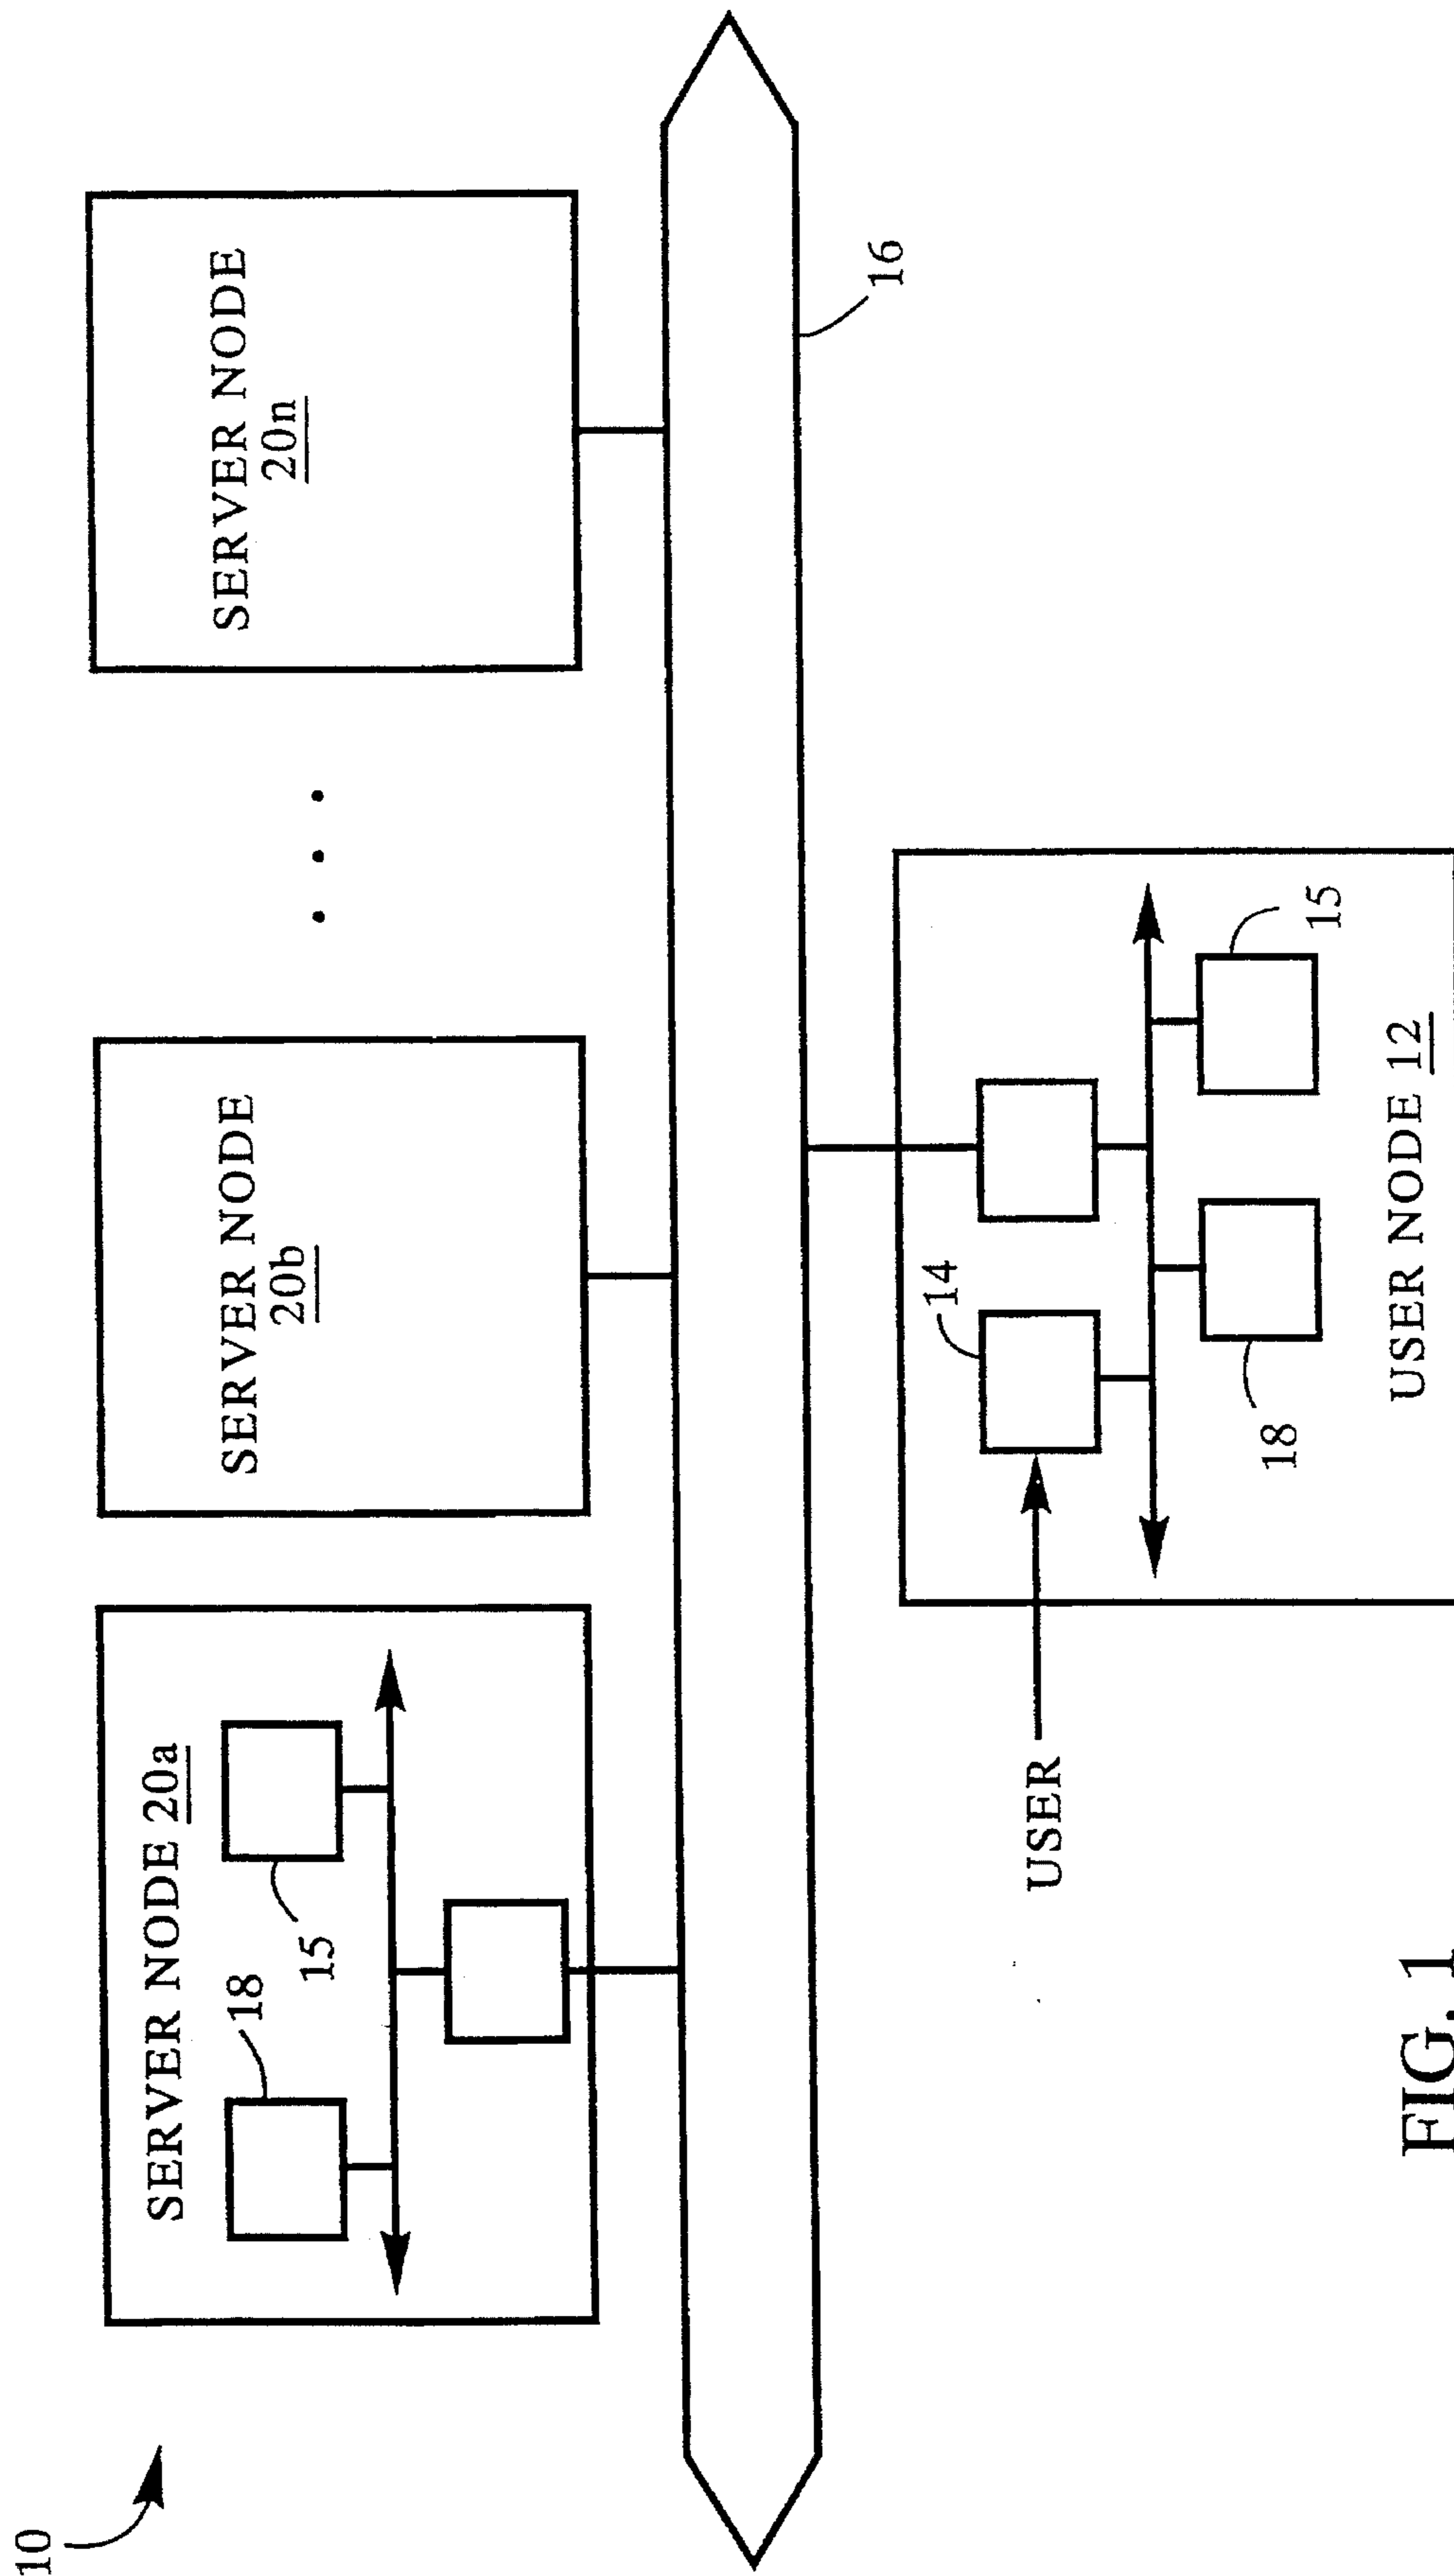 10
SERVER NODE 20a
18
15
SERVER NODE
20b
SERVER NODE
20n
16
USER
14
18
15
USER NODE 12
FIG. 1